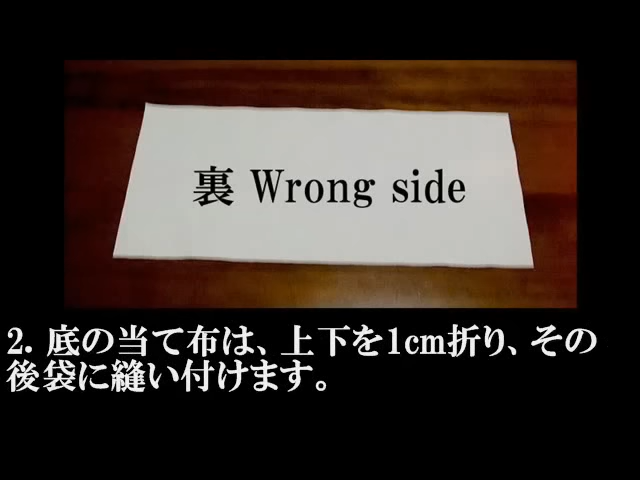 裏 Wrong side
2. 底の当て布は、上下を1cm折り、その
後袋に縫い付けます。